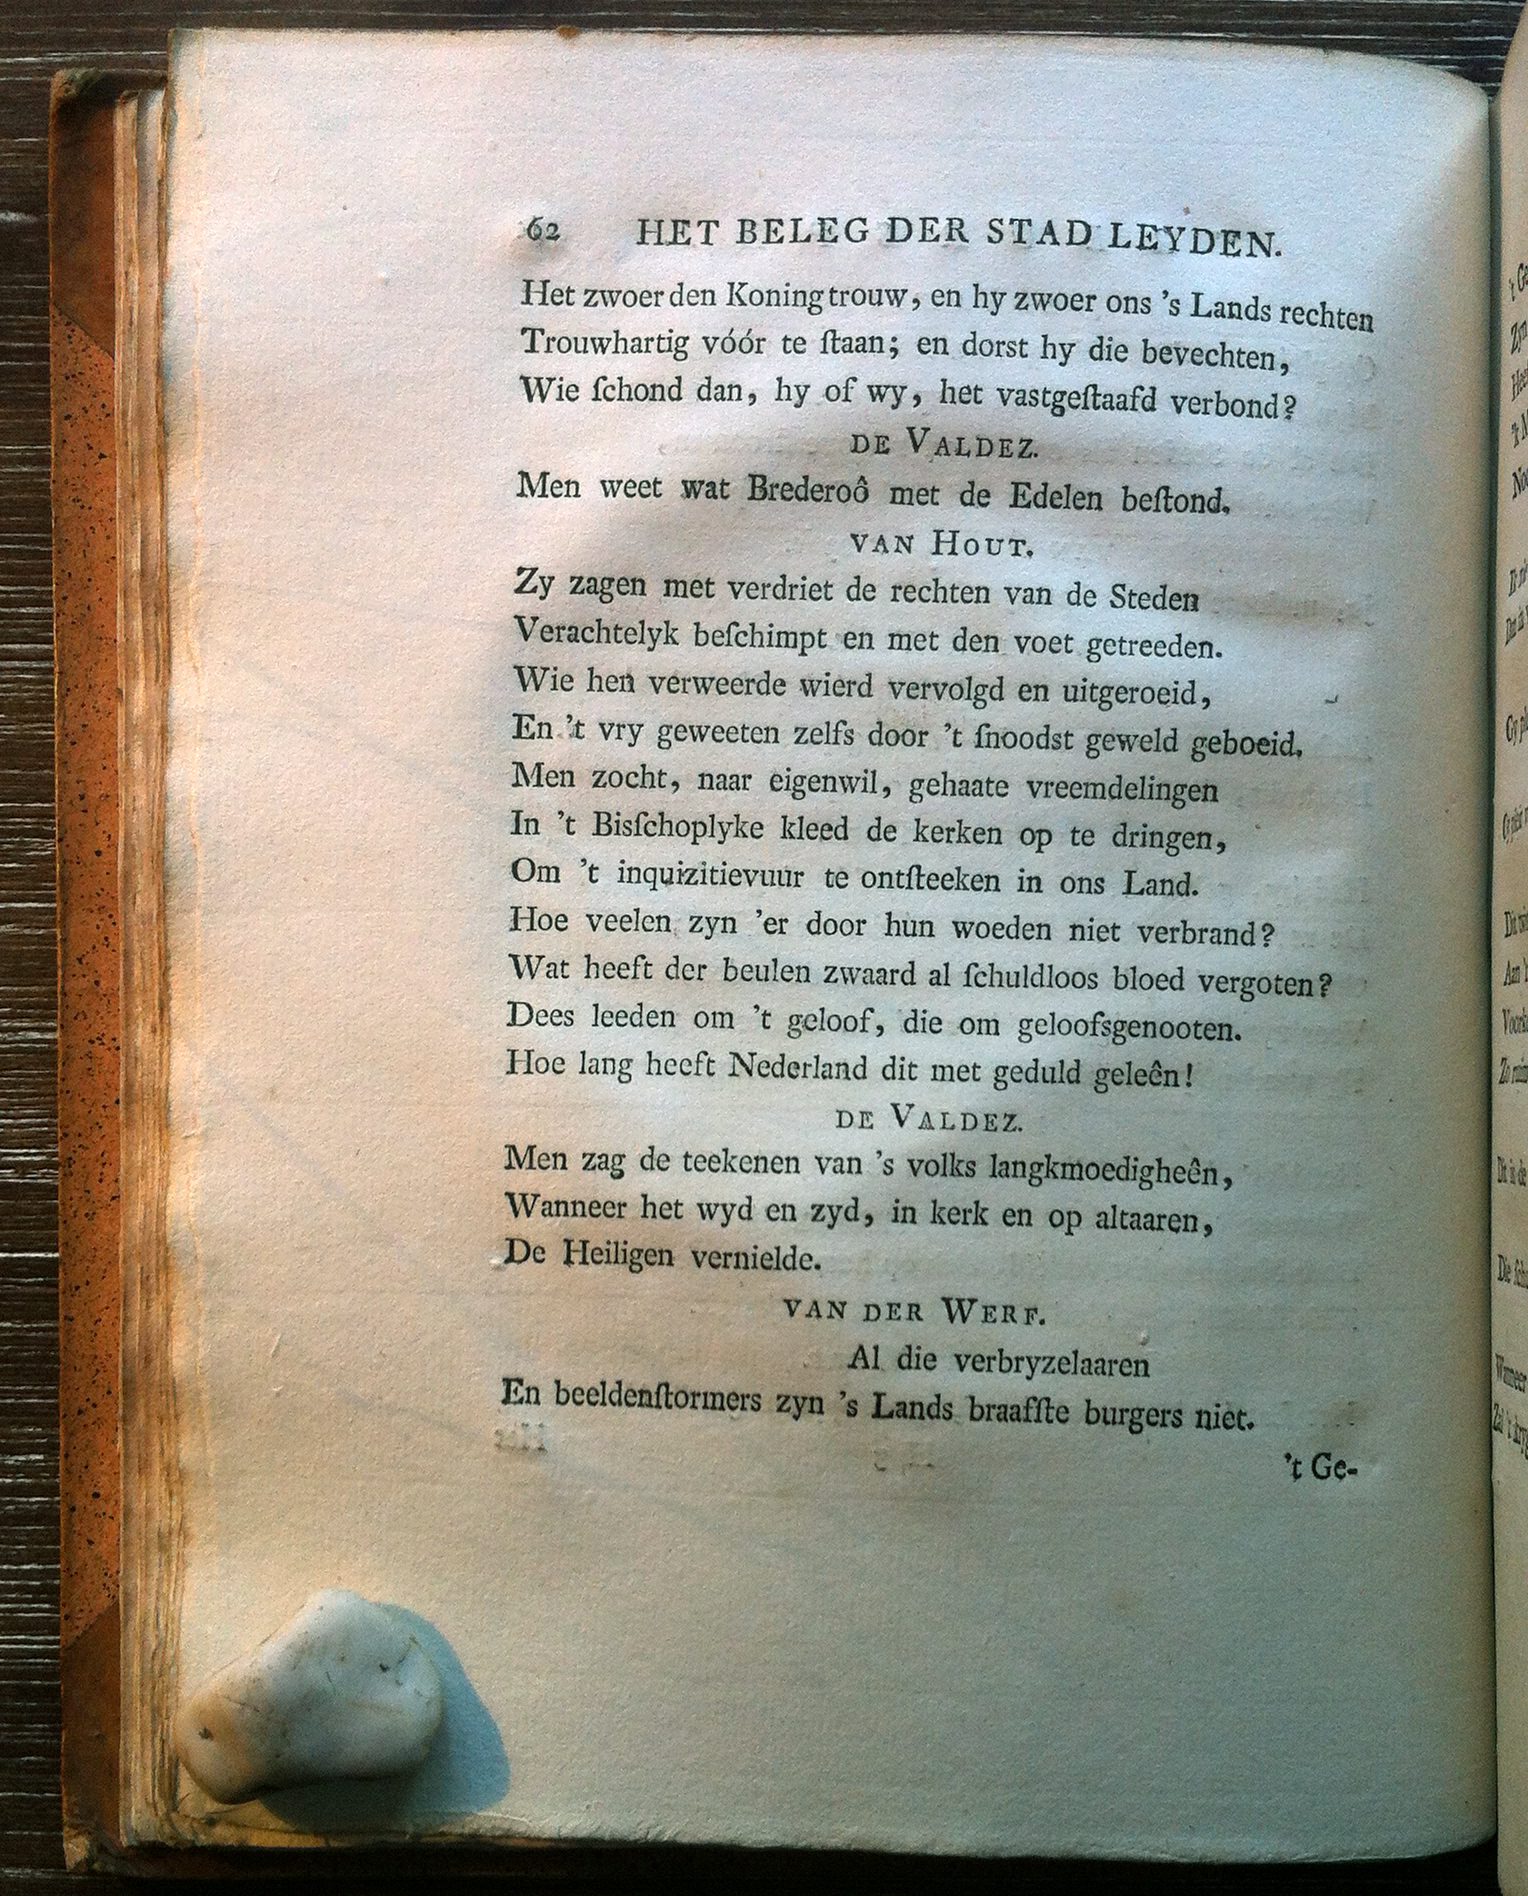 62 HET BELEG DER STAD LEYDEN.
Het zwoer den Koning trouw, en hy zwoer ons 's Lands rechten
Trouwhartig vóór te ſtaan; en dorst hy die bevechten,
Wie ſchond dan, hy of wy, het vastgeſtaafd verbond?
DE VALDEZ.
Men weet wat Brederoô met de Edelen beſtond.
VAN HOUT.
Zy zagen met verdriet de rechten van de Steden
Verachtelyk beſchimpt en met den voet getreeden.
Wie hen verweerde wierd vervolgd en uitgeroeid,
En 't vry geweeten zelfs door 't ſnoodst geweld geboeid.
Men zocht, naar eigenwil, gehaate vreemdelingen
In 't Bisſchoplyke kleed de kerken op te dringen,
Om 't inquizitievuur te ontſteeken in ons Land.
Hoe veelen zyn 'er door hun woeden niet verbrand?
Wat heeft der beulen zwaard al ſchuldloos bloed vergoten?
Dees leeden om 't geloof, die om geloofsgenooten.
Hoe lang heeft Nederland dit met geduld geleên!
DE VALDEZ.
Men zag de teekenen van 's volks langkmoedigheên,
Wanneer het wyd en zyd, in kerk en op altaaren,
De Heiligen vernielde.
VAN DER WERF.
Al die verbryzelaaren
En beeldenſtormers zyn 's Lands braafſte burgers niet.
't Ge-